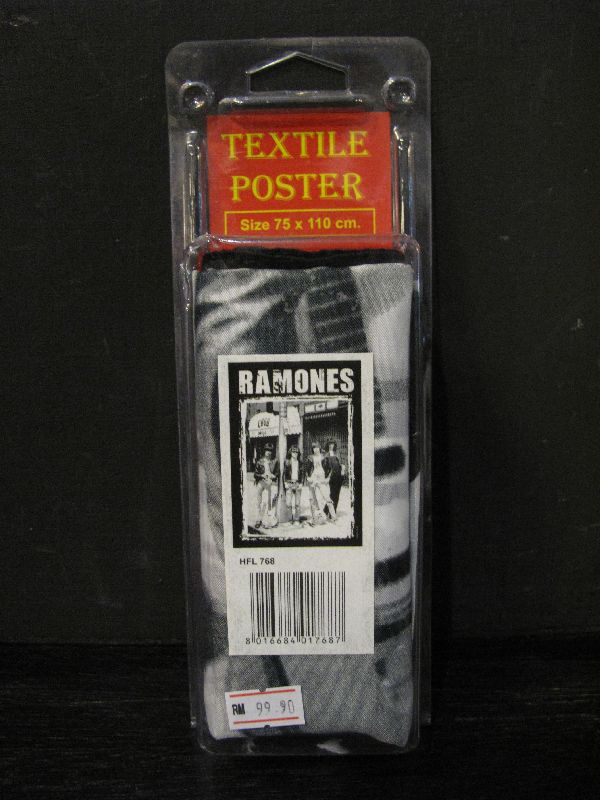 TEXTILE
POSTER
Size 75 x 110 cm.
RAMONES
HFL 768
8 016684 017687
RM 99.90